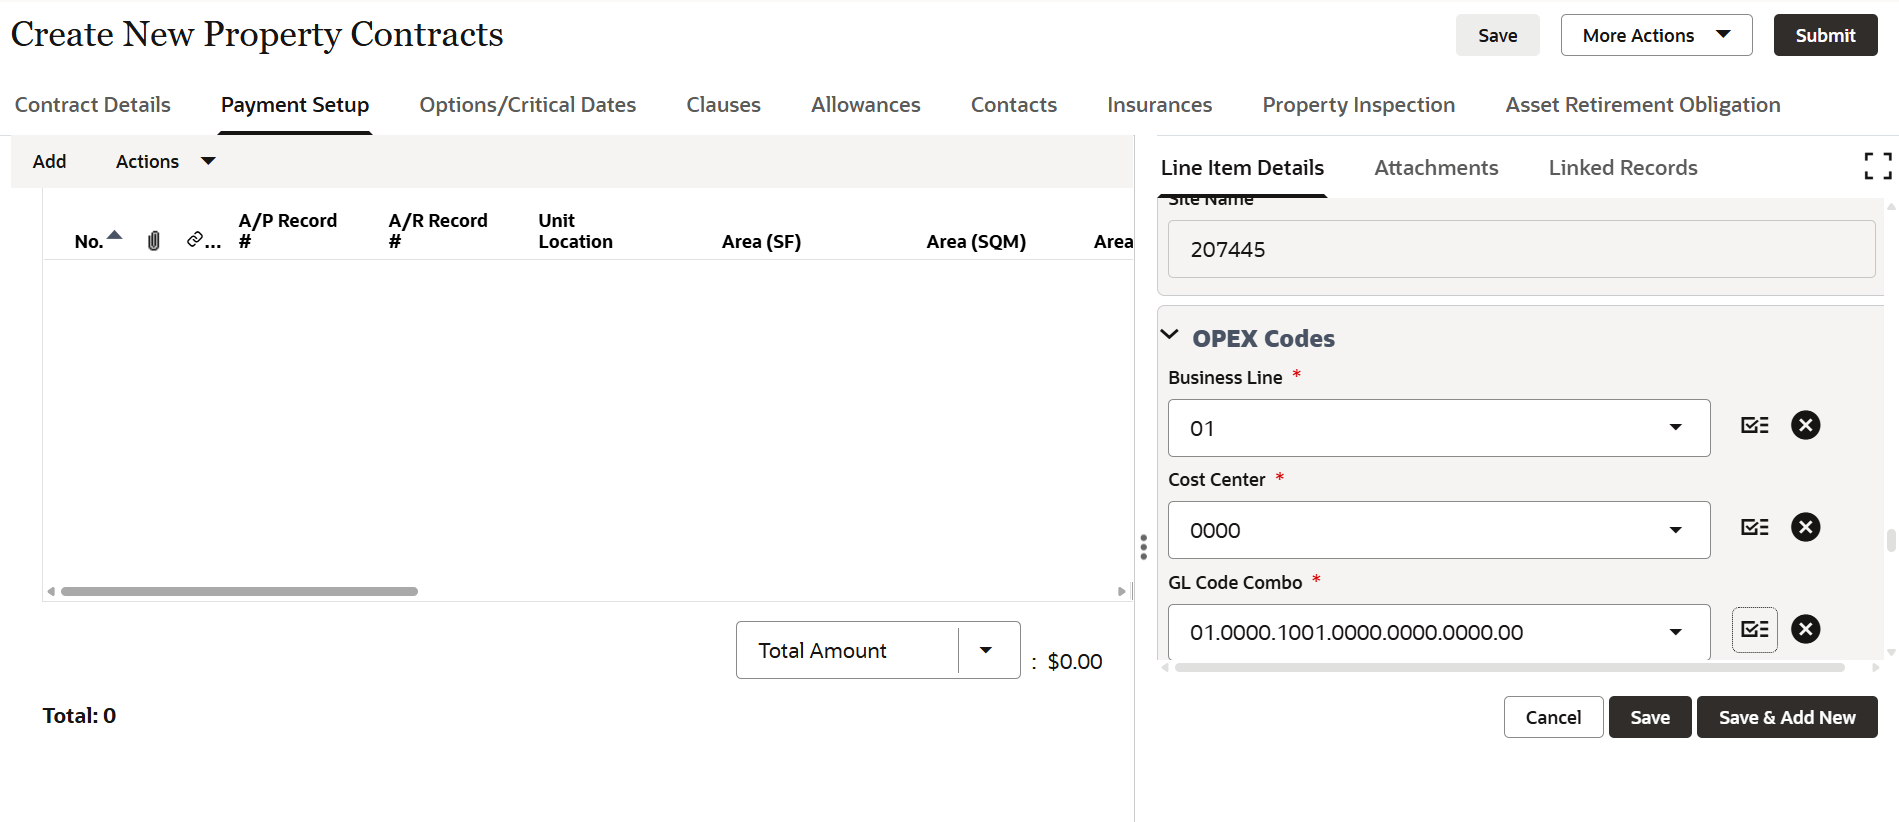 Create New Property Contracts
Save
More Actions
Submit
Contract Details
Payment Setup
Options/Critical Dates
Clauses
Allowances
Contacts
Insurances
Property Inspection
Asset Retirement Obligation
Add
Actions
No.
...
A/P Record
#
A/R Record
#
Unit
Location
Area (SF)
Area (SQM)
Area
Total Amount
: $0.00
Total: 0
Line Item Details
Attachments
Linked Records
Site Name
207445
OPEX Codes
Business Line *
01
Cost Center *
0000
GL Code Combo *
01.0000.1001.0000.0000.0000.00
Cancel
Save
Save & Add New